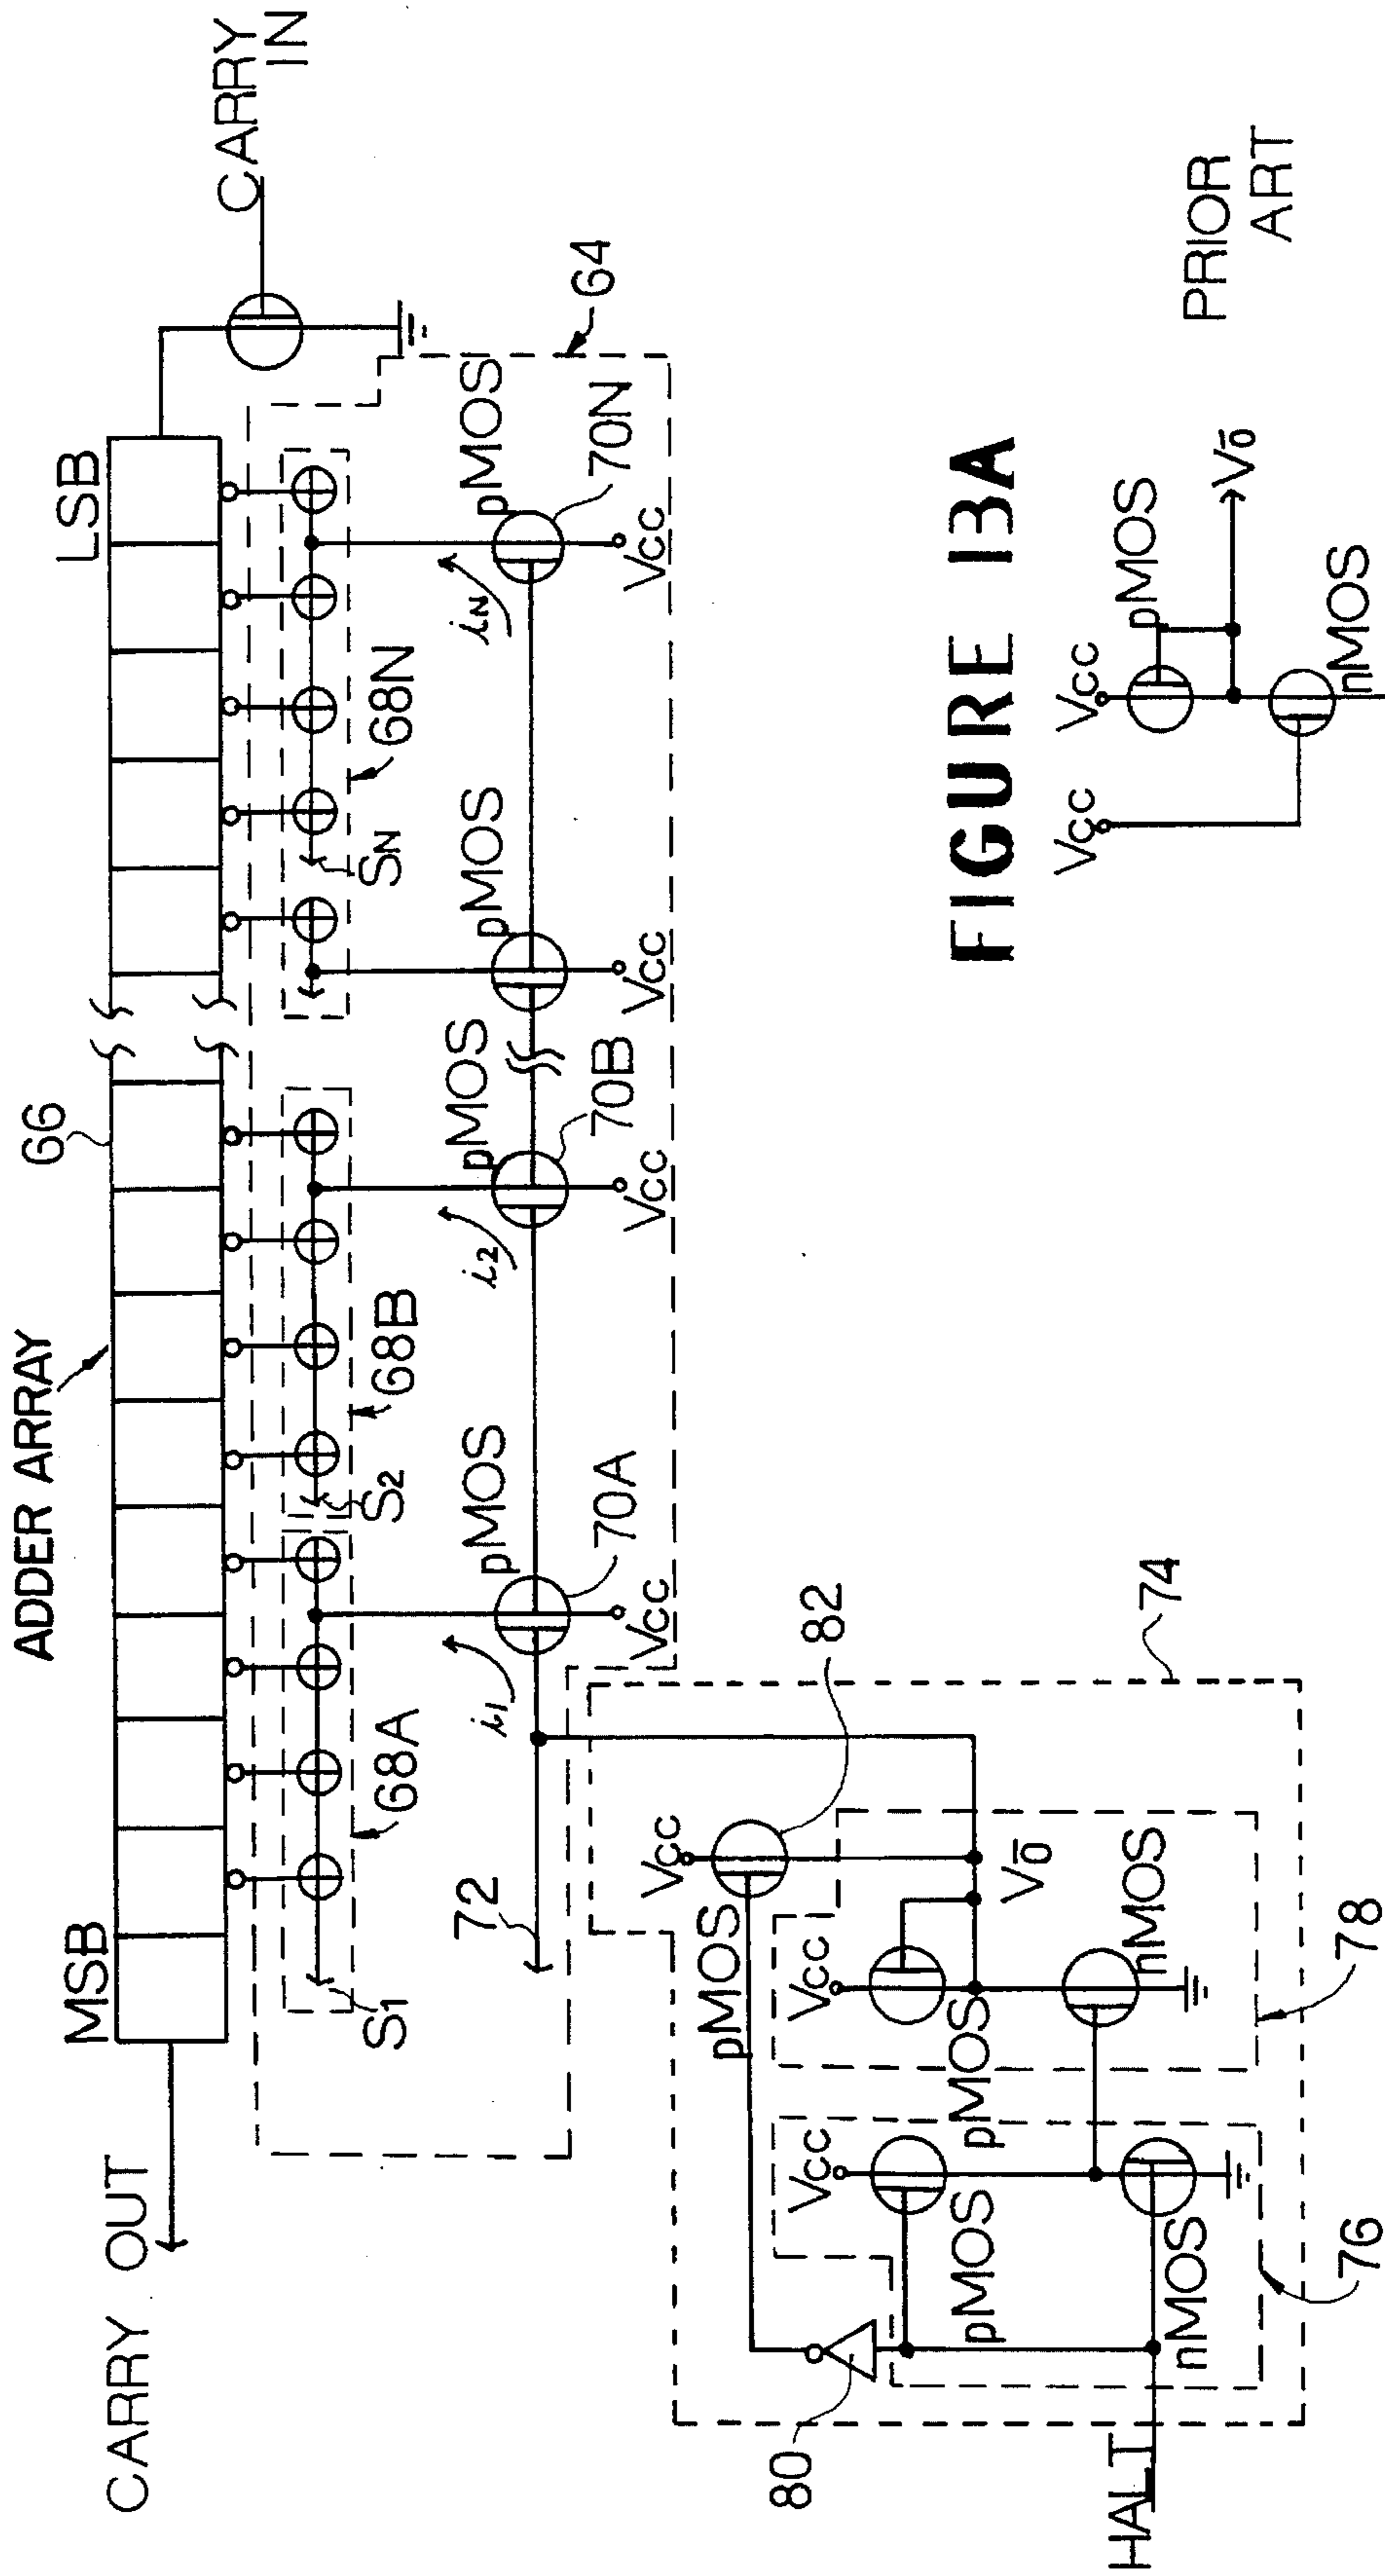 CARRY OUT
MSB
ADDER ARRAY
66
LSB
CARRY
IN
S1
68A
S2
68B
SN
68N
64
72
i1
pMOS
70A
VCC
i2
pMOS
70B
VCC
pMOS
VCC
iN
pMOS
70N
VCC
80
HALT
pMOS
VCC
82
74
VCC
pMOS
nMOS
76
VCC
pMOS
V0̅
nMOS
78
FIGURE 13A
VCC
VCC
pMOS
V0̅
nMOS
PRIOR
ART